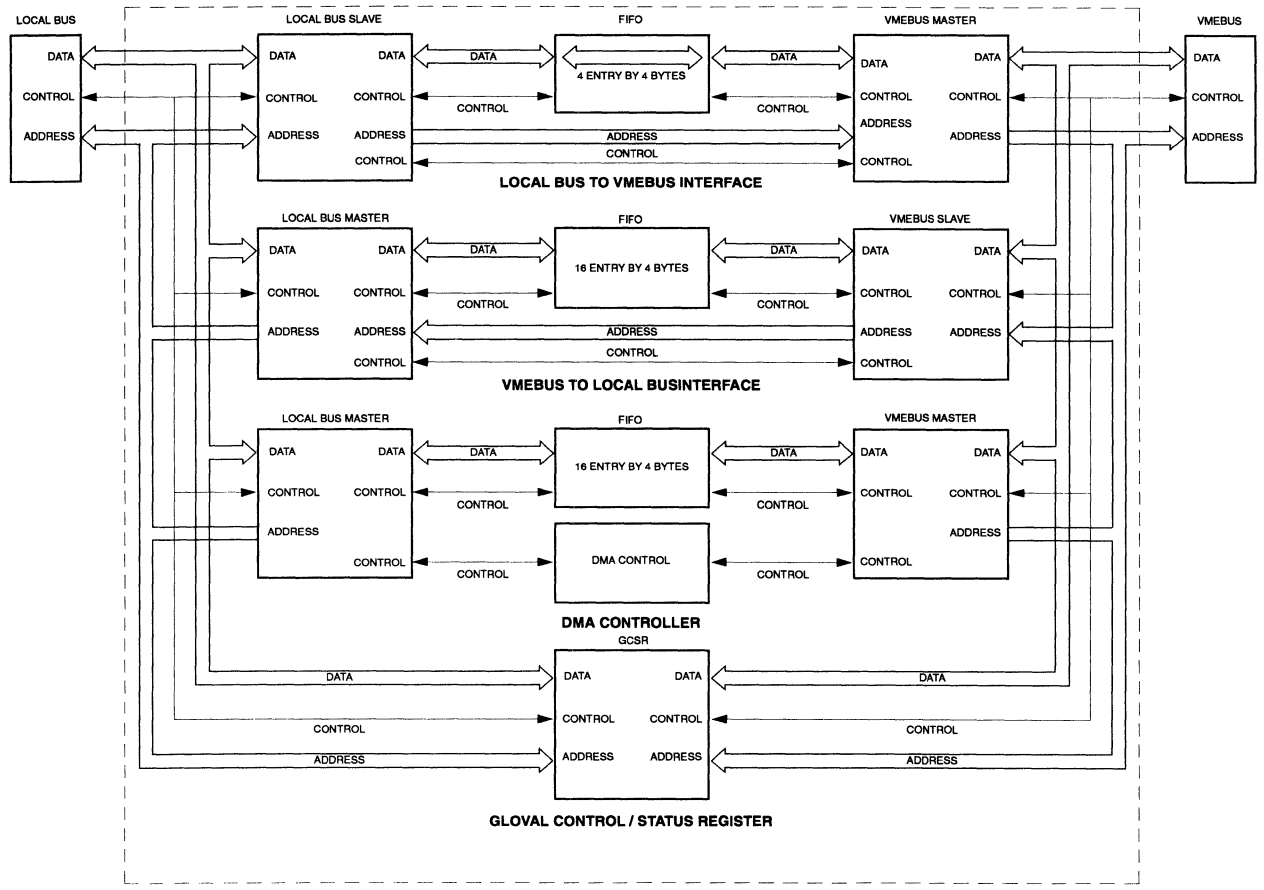 LOCAL BUS
LOCAL BUS SLAVE
FIFO
VMEBUS MASTER
VMEBUS
DATA
DATA
DATA
DATA
4 ENTRY BY 4 BYTES
DATA
DATA
DATA
DATA
CONTROL
CONTROL
CONTROL
CONTROL
CONTROL
CONTROL
CONTROL
CONTROL
ADDRESS
ADDRESS
ADDRESS
ADDRESS
ADDRESS
ADDRESS
ADDRESS
CONTROL
CONTROL
CONTROL
LOCAL BUS TO VMEBUS INTERFACE
LOCAL BUS MASTER
FIFO
VMEBUS SLAVE
DATA
DATA
DATA
16 ENTRY BY 4 BYTES
DATA
DATA
DATA
CONTROL
CONTROL
CONTROL
CONTROL
CONTROL
CONTROL
ADDRESS
ADDRESS
ADDRESS
ADDRESS
ADDRESS
CONTROL
CONTROL
CONTROL
VMEBUS TO LOCAL BUSINTERFACE
LOCAL BUS MASTER
FIFO
VMEBUS MASTER
DATA
DATA
DATA
16 ENTRY BY 4 BYTES
DATA
DATA
DATA
CONTROL
CONTROL
CONTROL
CONTROL
CONTROL
CONTROL
ADDRESS
ADDRESS
CONTROL
CONTROL
DMA CONTROL
CONTROL
CONTROL
DMA CONTROLLER
GCSR
DATA
DATA
DATA
DATA
CONTROL
CONTROL
CONTROL
CONTROL
ADDRESS
ADDRESS
ADDRESS
ADDRESS
GLOVAL CONTROL / STATUS REGISTER